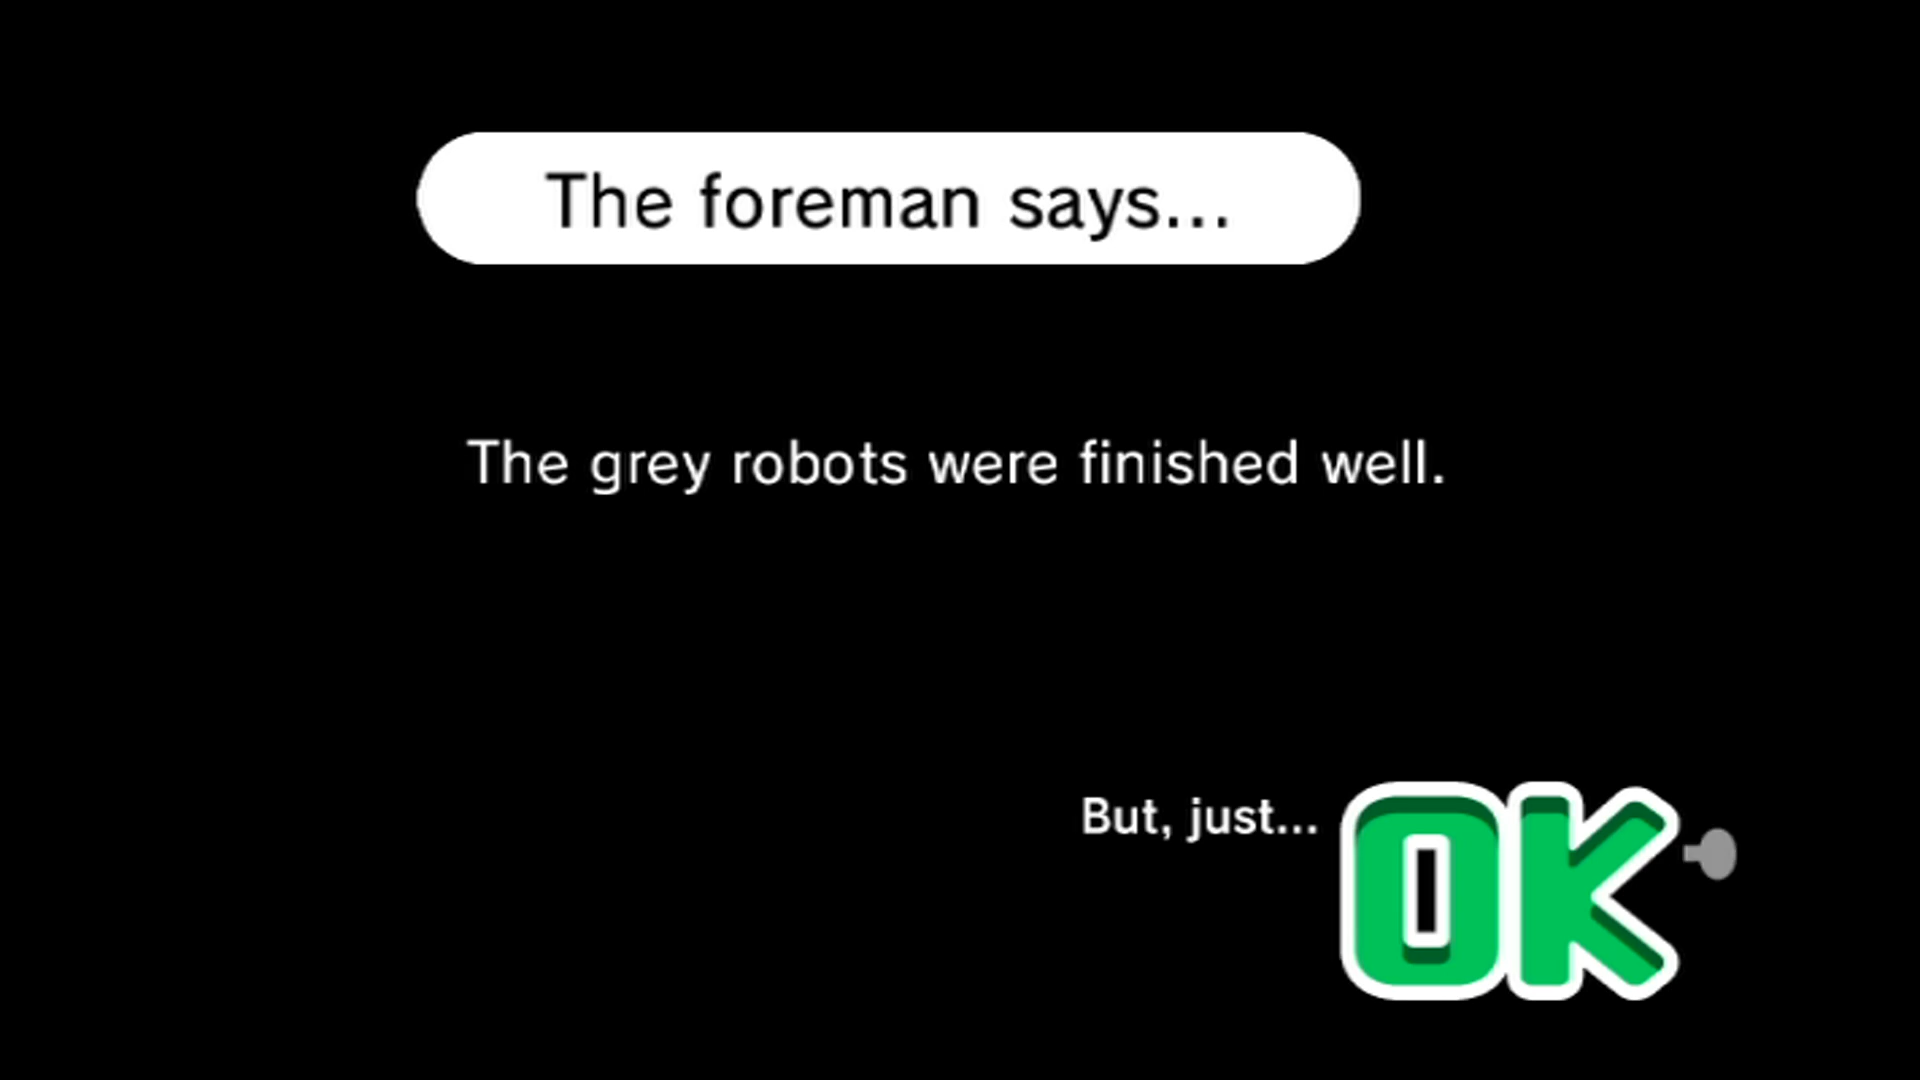 The foreman says...
The grey robots were finished well.
But, just... OK